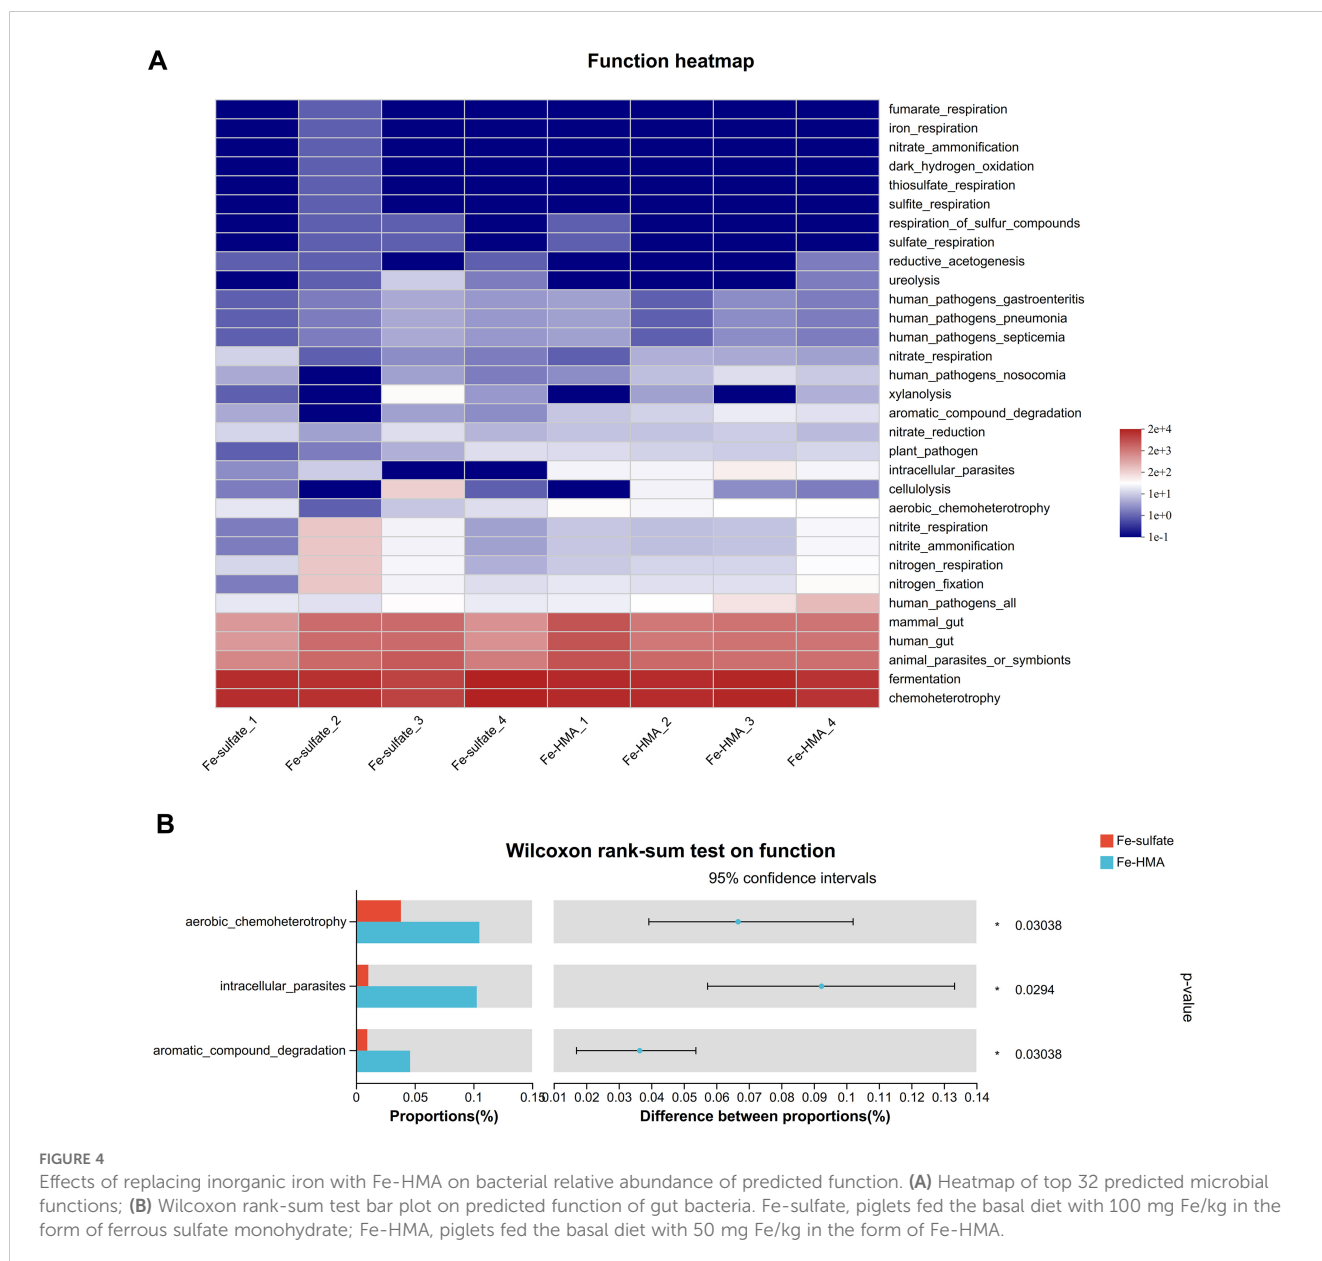 A
Function heatmap
fumarate_respiration
iron_respiration
nitrate_ammonification
dark_hydrogen_oxidation
thiosulfate_respiration
sulfite_respiration
respiration_of_sulfur_compounds
sulfate_respiration
reductive_acetogenesis
ureolysis
human_pathogens_gastroenteritis
human_pathogens_pneumonia
human_pathogens_septicemia
nitrate_respiration
human_pathogens_nosocomia
xylanolysis
aromatic_compound_degradation
nitrate_reduction
plant_pathogen
intracellular_parasites
cellulolysis
aerobic_chemoheterotrophy
nitrite_respiration
nitrite_ammonification
nitrogen_respiration
nitrogen_fixation
human_pathogens_all
mammal_gut
human_gut
animal_parasites_or_symbionts
fermentation
chemoheterotrophy
2e+4
2e+3
2e+2
1e+1
1e+0
1e-1
Fe-sulfate_1
Fe-sulfate_2
Fe-sulfate_3
Fe-sulfate_4
Fe-HMA_1
Fe-HMA_2
Fe-HMA_3
Fe-HMA_4
B
Wilcoxon rank-sum test on function
Fe-sulfate
Fe-HMA
95% confidence intervals
aerobic_chemoheterotrophy * 0.03038
intracellular_parasites * 0.0294
aromatic_compound_degradation * 0.03038
p-value
0 0.05 0.1 0.15 0.01 0.02 0.03 0.04 0.05 0.06 0.07 0.08 0.09 0.1 0.11 0.12 0.13 0.14
Proportions(%) Difference between proportions(%)
FIGURE 4
Effects of replacing inorganic iron with Fe-HMA on bacterial relative abundance of predicted function. (A) Heatmap of top 32 predicted microbial
functions; (B) Wilcoxon rank-sum test bar plot on predicted function of gut bacteria. Fe-sulfate, piglets fed the basal diet with 100 mg Fe/kg in the
form of ferrous sulfate monohydrate; Fe-HMA, piglets fed the basal diet with 50 mg Fe/kg in the form of Fe-HMA.